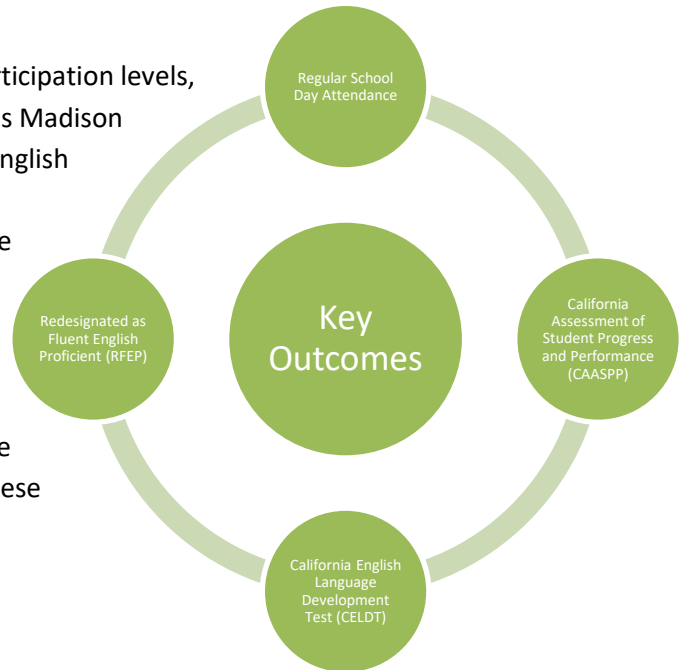 rticipation levels,
s Madison
nglish
e
e
ese
Regular School
Day Attendance
California
Assessment of
Student Progress
and Performance
(CAASPP)
California English
Language
Development
Test (CELDT)
Redesignated as
Fluent English
Proficient (RFEP)
Key
Outcomes